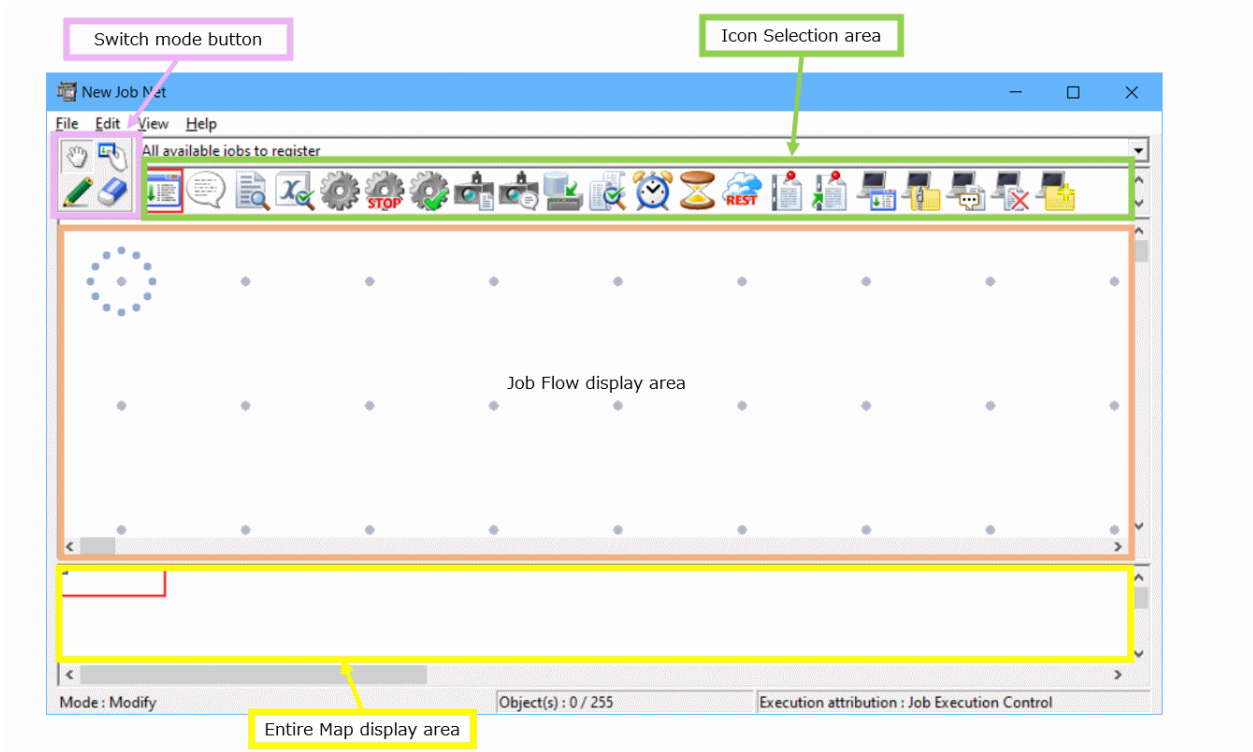 Switch mode button
Icon Selection area
New Job Net
File Edit View Help
All available jobs to register
STOP
REST
Job Flow display area
Mode : Modify
Object(s) : 0 / 255
Execution attribution : Job Execution Control
Entire Map display area